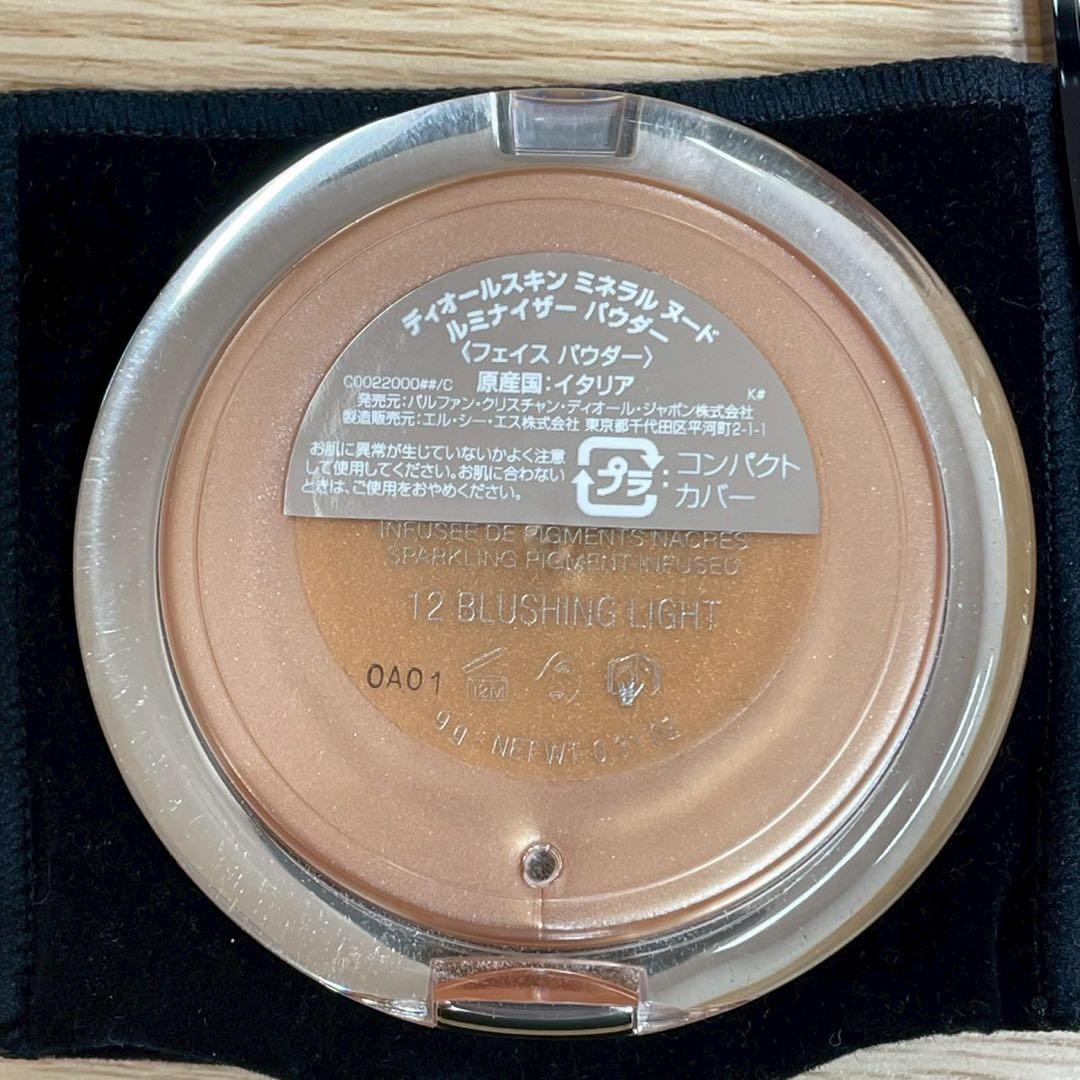 ディオールスキン ミネラル ヌード
ルミナイザー パウダー
〈フェイス パウダー〉
C0022000##/C 原産国:イタリア K#
発売元:パルファン・クリスチャン・ディオール・ジャポン株式会社
製造販売元:エル・シー・エス株式会社 東京都千代田区平河町2-1-1
お肌に異常が生じていないかよく注意
して使用してください。お肌に合わない
ときは、ご使用をおやめください。
プラ :コンパクト
カバー
INFUSÉE DE PIGMENTS NACRÉS
SPARKLING PIGMENT-INFUSED
12 BLUSHING LIGHT
0A01 12M
9g - NET WT. 0.31 OZ